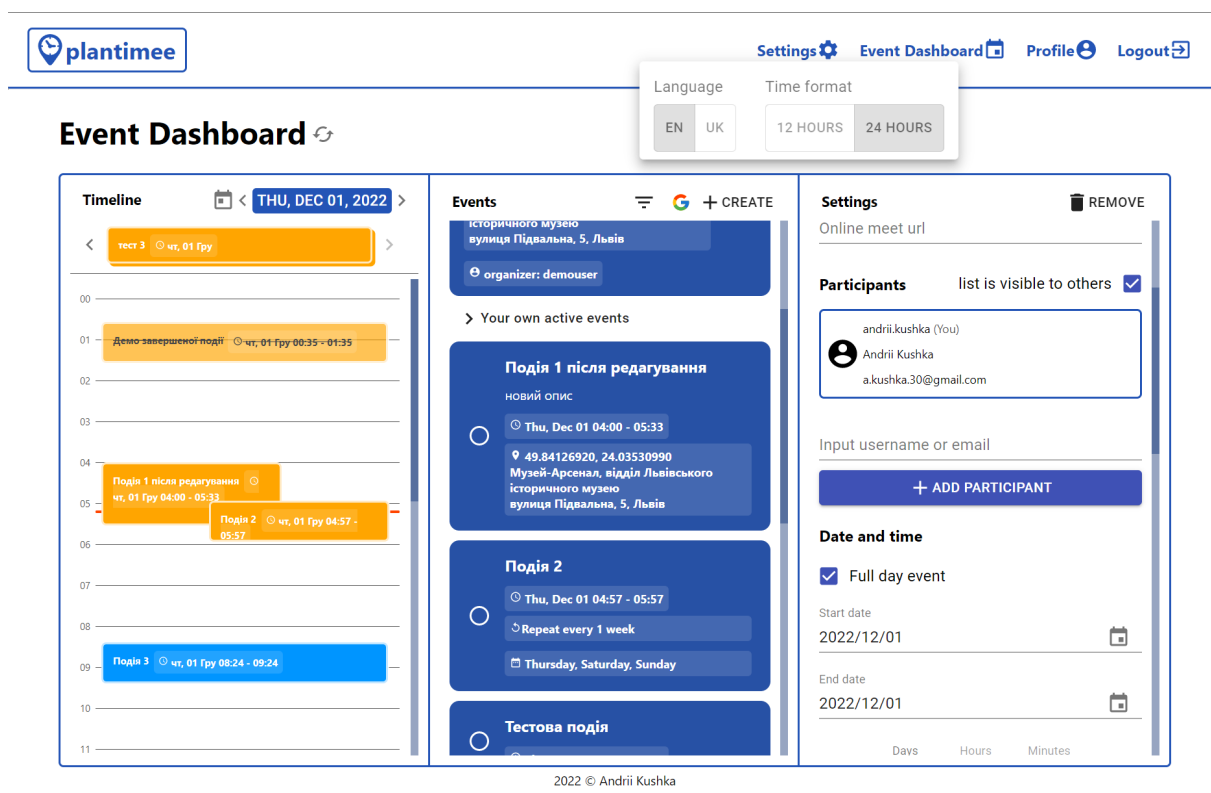 plantimee
Settings
Event Dashboard
Profile
Logout
Language
Time format
EN
UK
12 HOURS
24 HOURS
Event Dashboard
Timeline
THU, DEC 01, 2022
тест 3 чт, 01 Гру
00
01
Демо завершеної події чт, 01 Гру 00:35 - 01:35
02
03
04
Подія 1 після редагування
чт, 01 Гру 04:00 - 05:33
05
Подія 2 чт, 01 Гру 04:57 -
05:57
06
07
08
Подія 3 чт, 01 Гру 08:24 - 09:24
09
10
11
Events
CREATE
історичного музею
вулиця Підвальна, 5, Львів
organizer: demouser
Your own active events
Подія 1 після редагування
новий опис
Thu, Dec 01 04:00 - 05:33
49.84126920, 24.03530990
Музей-Арсенал, відділ Львівського
історичного музею
вулиця Підвальна, 5, Львів
Подія 2
Thu, Dec 01 04:57 - 05:57
Repeat every 1 week
Thursday, Saturday, Sunday
Тестова подія
Settings
REMOVE
Online meet url
Participants
list is visible to others
andrii.kushka (You)
Andrii Kushka
a.kushka.30@gmail.com
Input username or email
+ ADD PARTICIPANT
Date and time
Full day event
Start date
2022/12/01
End date
2022/12/01
Days
Hours
Minutes
2022 © Andrii Kushka